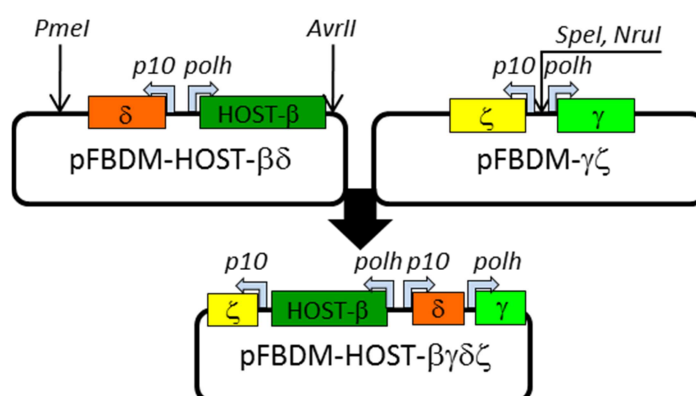 PmeI AvrII SpeI, NruI
p10 polh p10 polh
δ HOST-β ζ γ
pFBDM-HOST-βδ pFBDM-γζ
p10 polh p10 polh
ζ HOST-β δ γ
pFBDM-HOST-βγδζ